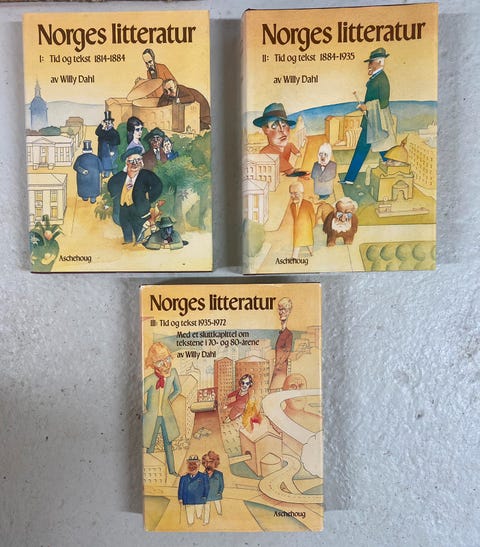 Norges litteratur
I: Tid og tekst 1814-1884
av Willy Dahl
Aschehoug
Norges litteratur
II: Tid og tekst 1884-1935
av Willy Dahl
Aschehoug
Norges litteratur
III: Tid og tekst 1935-1972
Med et sluttkapittel om
tekstene i 70- og 80-årene
av Willy Dahl
Aschehoug